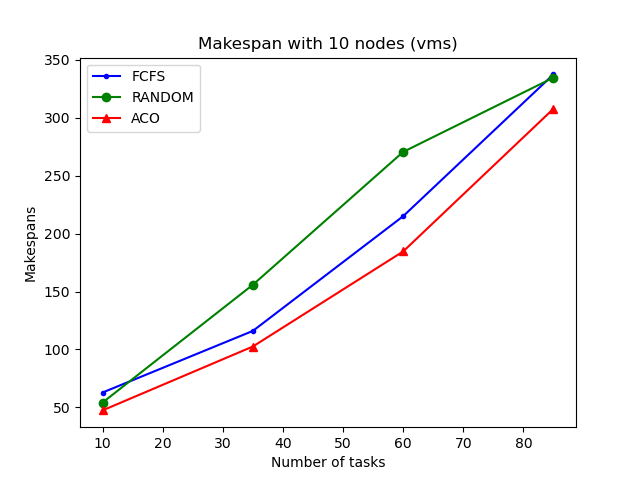 Makespan with 10 nodes (vms)
FCFS
RANDOM
ACO
350
300
250
200
150
100
50
Makespans
10 20 30 40 50 60 70 80
Number of tasks